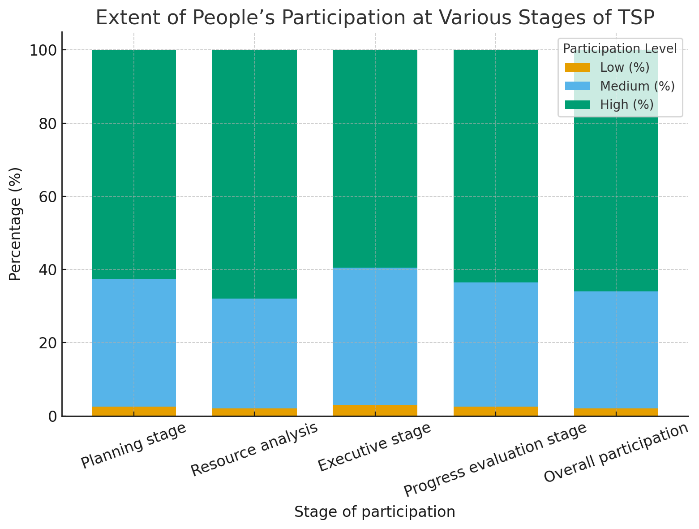 Extent of People’s Participation at Various Stages of TSP
Participation Level
Low (%)
Medium (%)
High (%)
Percentage (%)
100
80
60
40
20
0
Planning stage
Resource analysis
Executive stage
Progress evaluation stage
Overall participation
Stage of participation